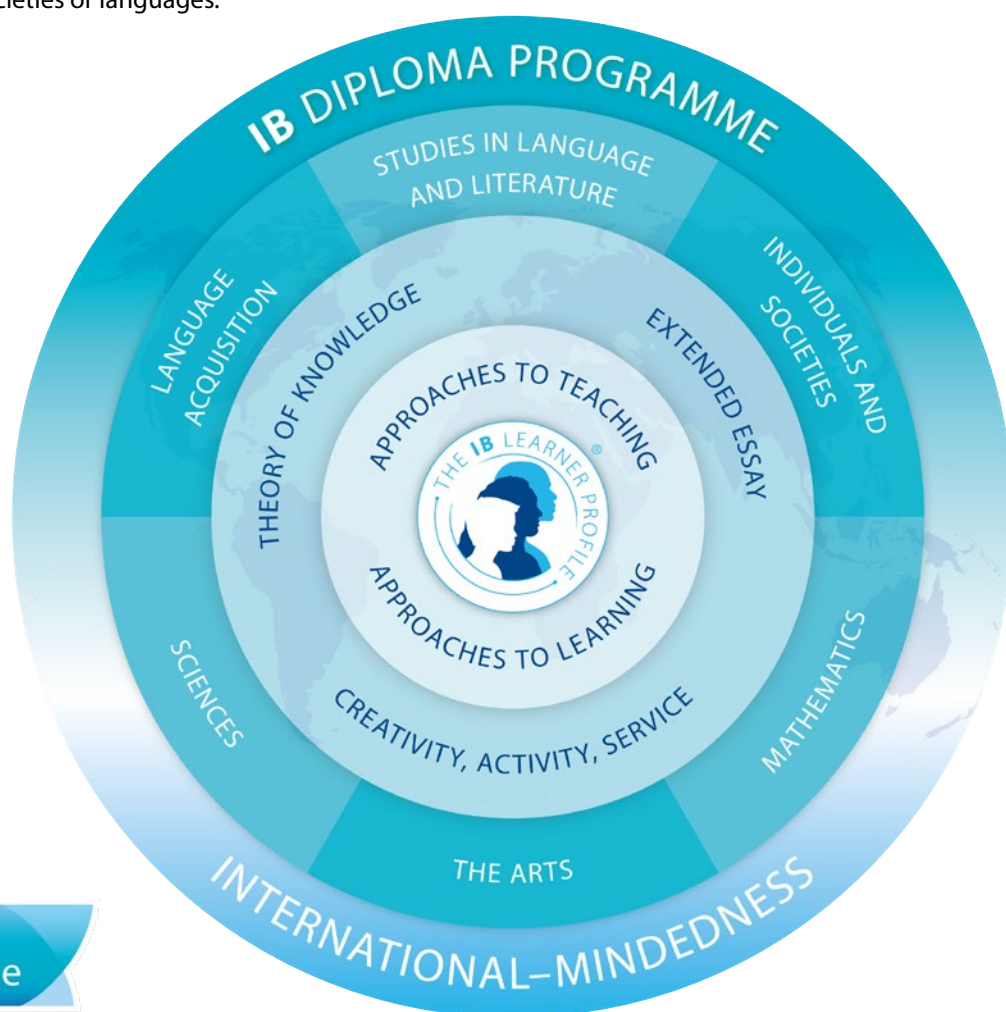 cieties or languages.
IB DIPLOMA PROGRAMME
STUDIES IN LANGUAGE
AND LITERATURE
LANGUAGE
ACQUISITION
INDIVIDUALS AND
SOCIETIES
THEORY OF KNOWLEDGE
EXTENDED ESSAY
APPROACHES TO TEACHING
THE IB LEARNER PROFILE ®
APPROACHES TO LEARNING
CREATIVITY, ACTIVITY, SERVICE
SCIENCES
MATHEMATICS
THE ARTS
INTERNATIONAL–MINDEDNESS
e